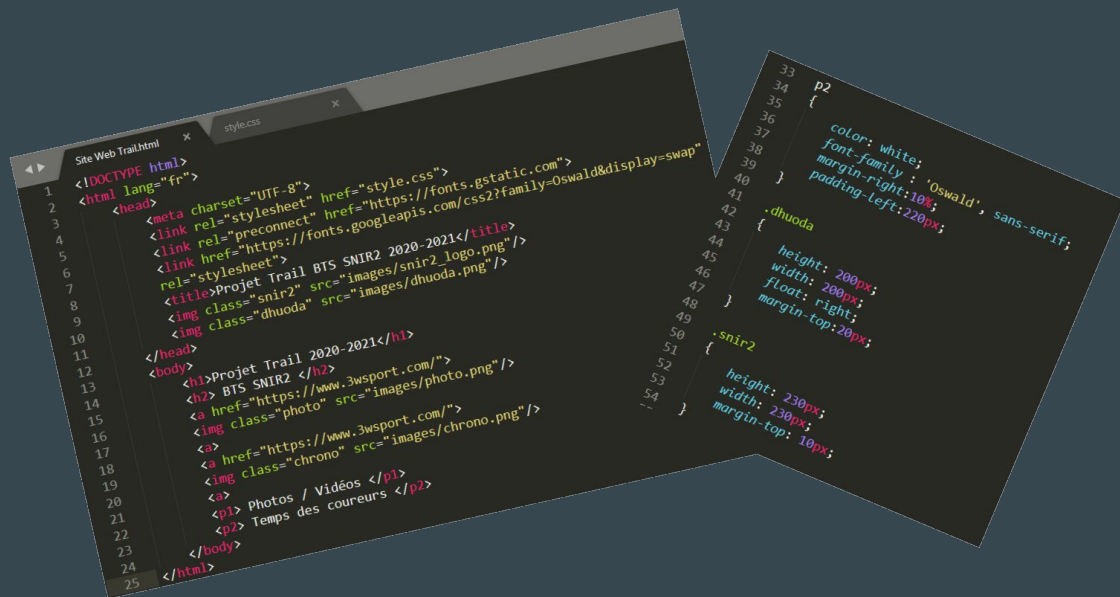 Site Web Trail.html
style.css
1 <!DOCTYPE html>
2 <html lang="fr">
3 <head>
4 <meta charset="UTF-8">
5 <link rel="stylesheet" href="style.css">
6 <link rel="preconnect" href="https://fonts.gstatic.com">
7 <link href="https://fonts.googleapis.com/css2?family=Oswald&display=swap"
8 rel="stylesheet">
9 <title>Projet Trail BTS SNIR2 2020-2021</title>
10 <img class="snir2" src="images/snir2_logo.png"/>
11 <img class="dhuoda" src="images/dhuoda.png"/>
12 </head>
13 <body>
14 <h1>Projet Trail 2020-2021</h1>
15 <h2> BTS SNIR2 </h2>
16 <a href="https://www.3wsport.com/">
17 <img class="photo" src="images/photo.png"/>
18 <a>
19 <a href="https://www.3wsport.com/">
20 <img class="chrono" src="images/chrono.png"/>
21 <a>
22 <p1> Photos / Vidéos </p1>
23 <p2> Temps des coureurs </p2>
24 </body>
25 </html>
33 p2
34 {
35 color: white;
36 font-family : 'Oswald', sans-serif;
37 margin-right:10%;
38 padding-left:220px;
39 }
40
41 .dhuoda
42 {
43 height: 200px;
44 width: 200px;
45 float: right;
46 margin-top:20px;
47 }
48
49 .snir2
50 {
51 height: 230px;
52 width: 230px;
53 margin-top: 10px;
54 }